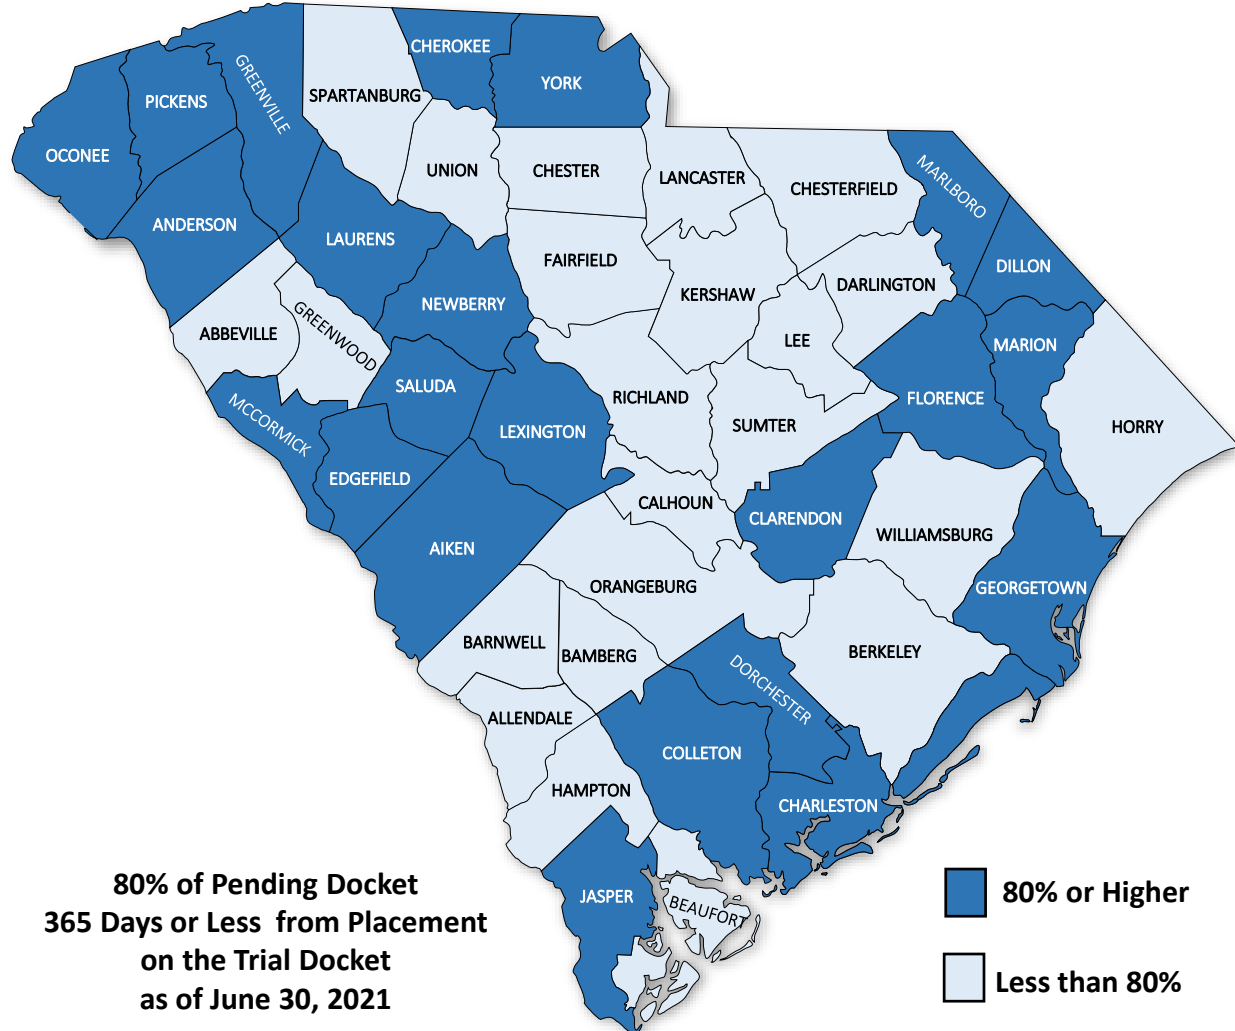 CHEROKEE
YORK
GREENVILLE
SPARTANBURG
PICKENS
OCONEE
UNION
CHESTER
LANCASTER
CHESTERFIELD
MARLBORO
ANDERSON
LAURENS
FAIRFIELD
DILLON
KERSHAW
DARLINGTON
NEWBERRY
ABBEVILLE
GREENWOOD
LEE
MARION
SALUDA
RICHLAND
FLORENCE
MCCORMICK
LEXINGTON
SUMTER
HORRY
EDGEFIELD
CALHOUN
CLARENDON
WILLIAMSBURG
AIKEN
ORANGEBURG
GEORGETOWN
BARNWELL
BAMBERG
BERKELEY
DORCHESTER
ALLENDALE
COLLETON
HAMPTON
CHARLESTON
JASPER
BEAUFORT
80% of Pending Docket
365 Days or Less from Placement
on the Trial Docket
as of June 30, 2021
80% or Higher
Less than 80%